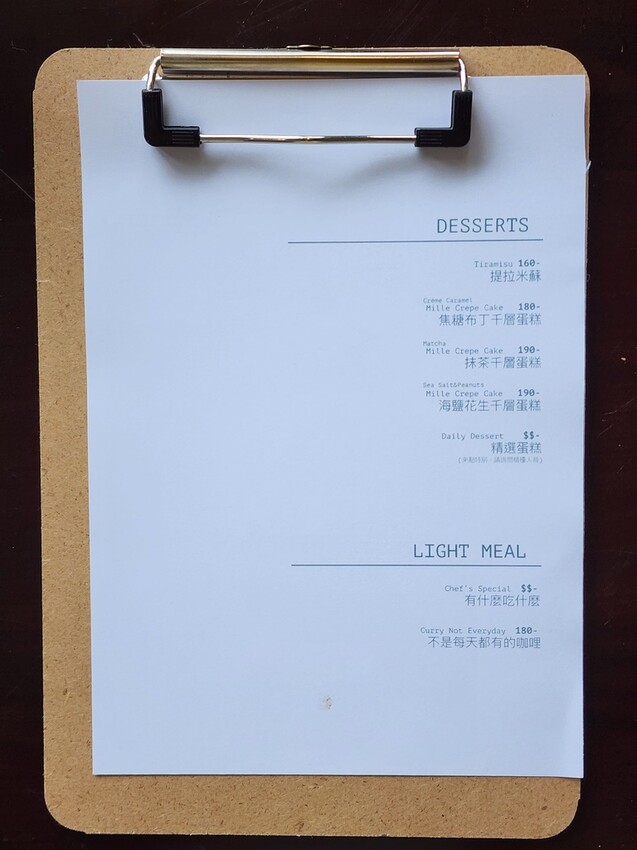 DESSERTS
Tiramisu 160-
提拉米蘇
Crème Caramel
Mille Crepe Cake 180-
焦糖布丁千層蛋糕
Matcha
Mille Crepe Cake 190-
抹茶千層蛋糕
Sea Salt&Peanuts
Mille Crepe Cake 190-
海鹽花生千層蛋糕
Daily Dessert $$-
精選蛋糕
LIGHT MEAL
Chef's Special $$-
有什麼吃什麼
Curry Not Everyday 180-
不是每天都有的咖哩